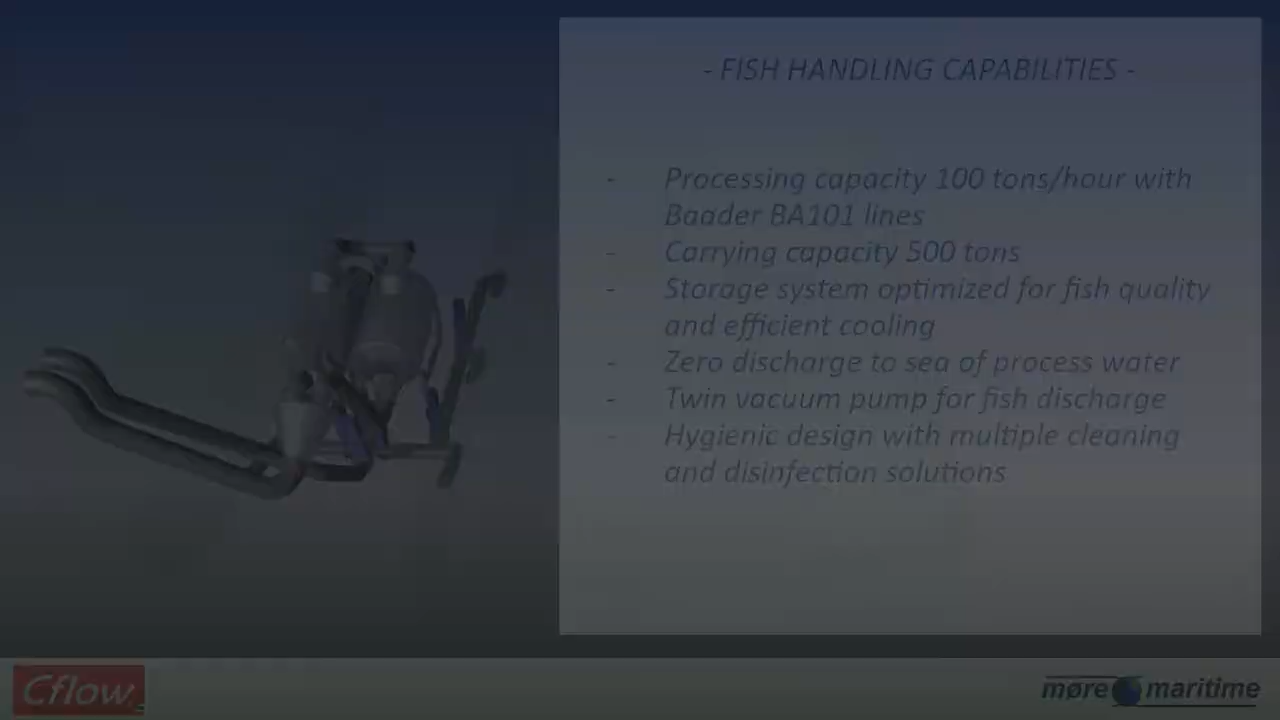 - FISH HANDLING CAPABILITIES -
- Processing capacity 100 tons/hour with
Baader BA101 lines
- Carrying capacity 500 tons
- Storage system optimized for fish quality
and efficient cooling
- Zero discharge to sea of process water
- Twin vacuum pump for fish discharge
- Hygienic design with multiple cleaning
and disinfection solutions
Cflow
møre maritime